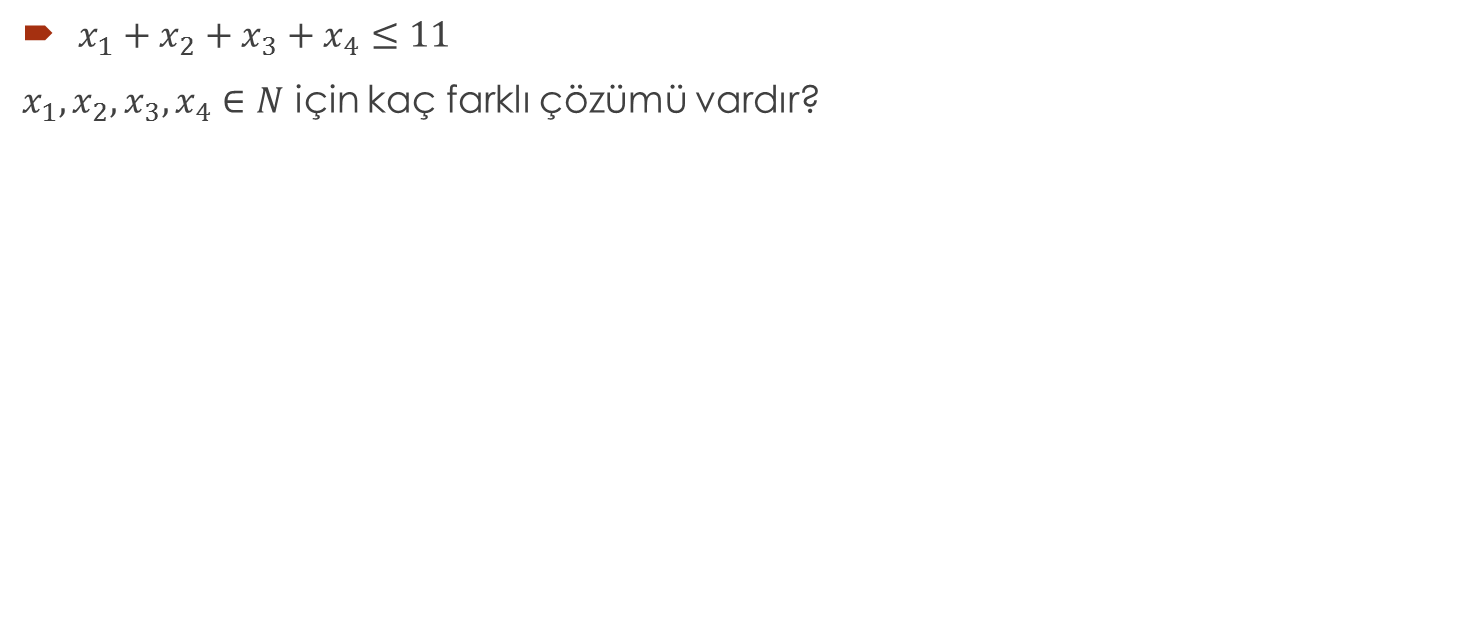 x₁ + x₂ + x₃ + x₄ ≤ 11
x₁, x₂, x₃, x₄ ∈ N için kaç farklı çözümü vardır?